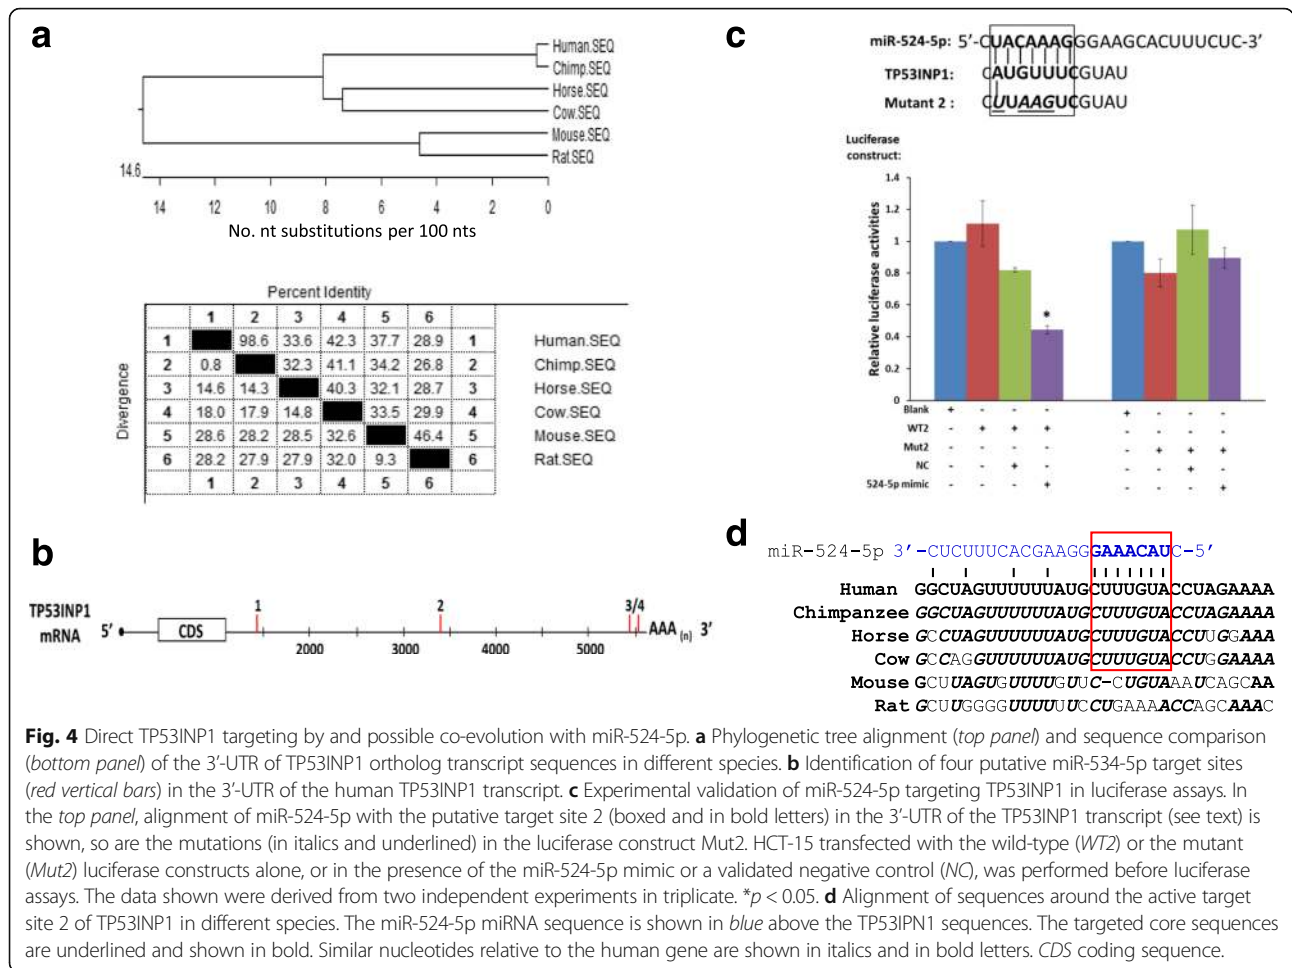 a
Human.SEQ
Chimp.SEQ
Horse.SEQ
Cow.SEQ
Mouse.SEQ
Rat.SEQ
14.6
14 12 10 8 6 4 2 0
No. nt substitutions per 100 nts
Percent Identity
Divergence
1 2 3 4 5 6
1 98.6 33.6 42.3 37.7 28.9 1 Human.SEQ
2 0.8 32.3 41.1 34.2 26.8 2 Chimp.SEQ
3 14.6 14.3 40.3 32.1 28.7 3 Horse.SEQ
4 18.0 17.9 14.8 33.5 29.9 4 Cow.SEQ
5 28.6 28.2 28.5 32.6 46.4 5 Mouse.SEQ
6 28.2 27.9 27.9 32.0 9.3 6 Rat.SEQ
1 2 3 4 5 6
b
TP53INP1
mRNA
5’ CDS 1 2 3/4 AAA (n) 3’
2000 3000 4000 5000
c
miR-524-5p: 5’-CUACAAAGGGAAGCACUUUCUC-3’
TP53INP1: CAUGUUUCGUAU
Mutant 2 : CUUAAGUCGUAU
Luciferase
construct:
Relative luciferase activities
1.4
1.2
1
0.8
0.6
0.4
0.2
0
*
Blank + - - - + - - -
WT2 - + + + - - - -
Mut2 - - - - - + + +
NC - - + - - - + -
524-5p mimic - - - + - - - +
d
miR-524-5p 3’-CUCUUUCACGAAGGGAAACAUC-5’
Human GGCUAGUUUUUUAUGCUUUGUACCUAGAAAA
Chimpanzee GGCUAGUUUUUUAUGCUUUGUACCUAGAAAA
Horse GCCUAGUUUUUUAUGCUUUGUACCUUGGAAA
Cow GCCAGGUUUUUUAUGCUUUGUACCUGGAAAA
Mouse GCUUAGUGUUUUGUUC-CUGUAAAUCAGCAA
Rat GCUUGGGGUUUUUUCCUGAAAACCAGCAAAC
Fig. 4 Direct TP53INP1 targeting by and possible co-evolution with miR-524-5p. a Phylogenetic tree alignment (top panel) and sequence comparison
(bottom panel) of the 3’-UTR of TP53INP1 ortholog transcript sequences in different species. b Identification of four putative miR-534-5p target sites
(red vertical bars) in the 3’-UTR of the human TP53INP1 transcript. c Experimental validation of miR-524-5p targeting TP53INP1 in luciferase assays. In
the top panel, alignment of miR-524-5p with the putative target site 2 (boxed and in bold letters) in the 3’-UTR of the TP53INP1 transcript (see text) is
shown, so are the mutations (in italics and underlined) in the luciferase construct Mut2. HCT-15 transfected with the wild-type (WT2) or the mutant
(Mut2) luciferase constructs alone, or in the presence of the miR-524-5p mimic or a validated negative control (NC), was performed before luciferase
assays. The data shown were derived from two independent experiments in triplicate. *p < 0.05. d Alignment of sequences around the active target
site 2 of TP53INP1 in different species. The miR-524-5p miRNA sequence is shown in blue above the TP53IPN1 sequences. The targeted core sequences
are underlined and shown in bold. Similar nucleotides relative to the human gene are shown in italics and in bold letters. CDS coding sequence.